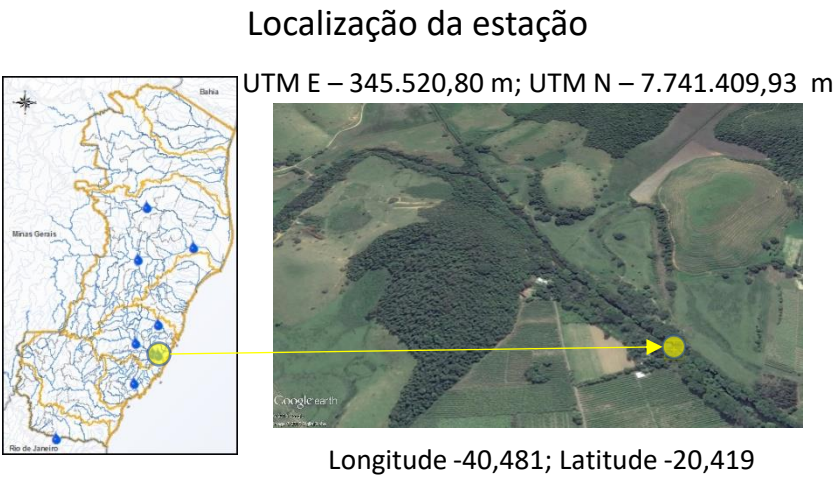 Localização da estação
UTM E – 345.520,80 m; UTM N – 7.741.409,93 m
Bahia
Minas Gerais
Rio de Janeiro
Google earth
Longitude -40,481; Latitude -20,419